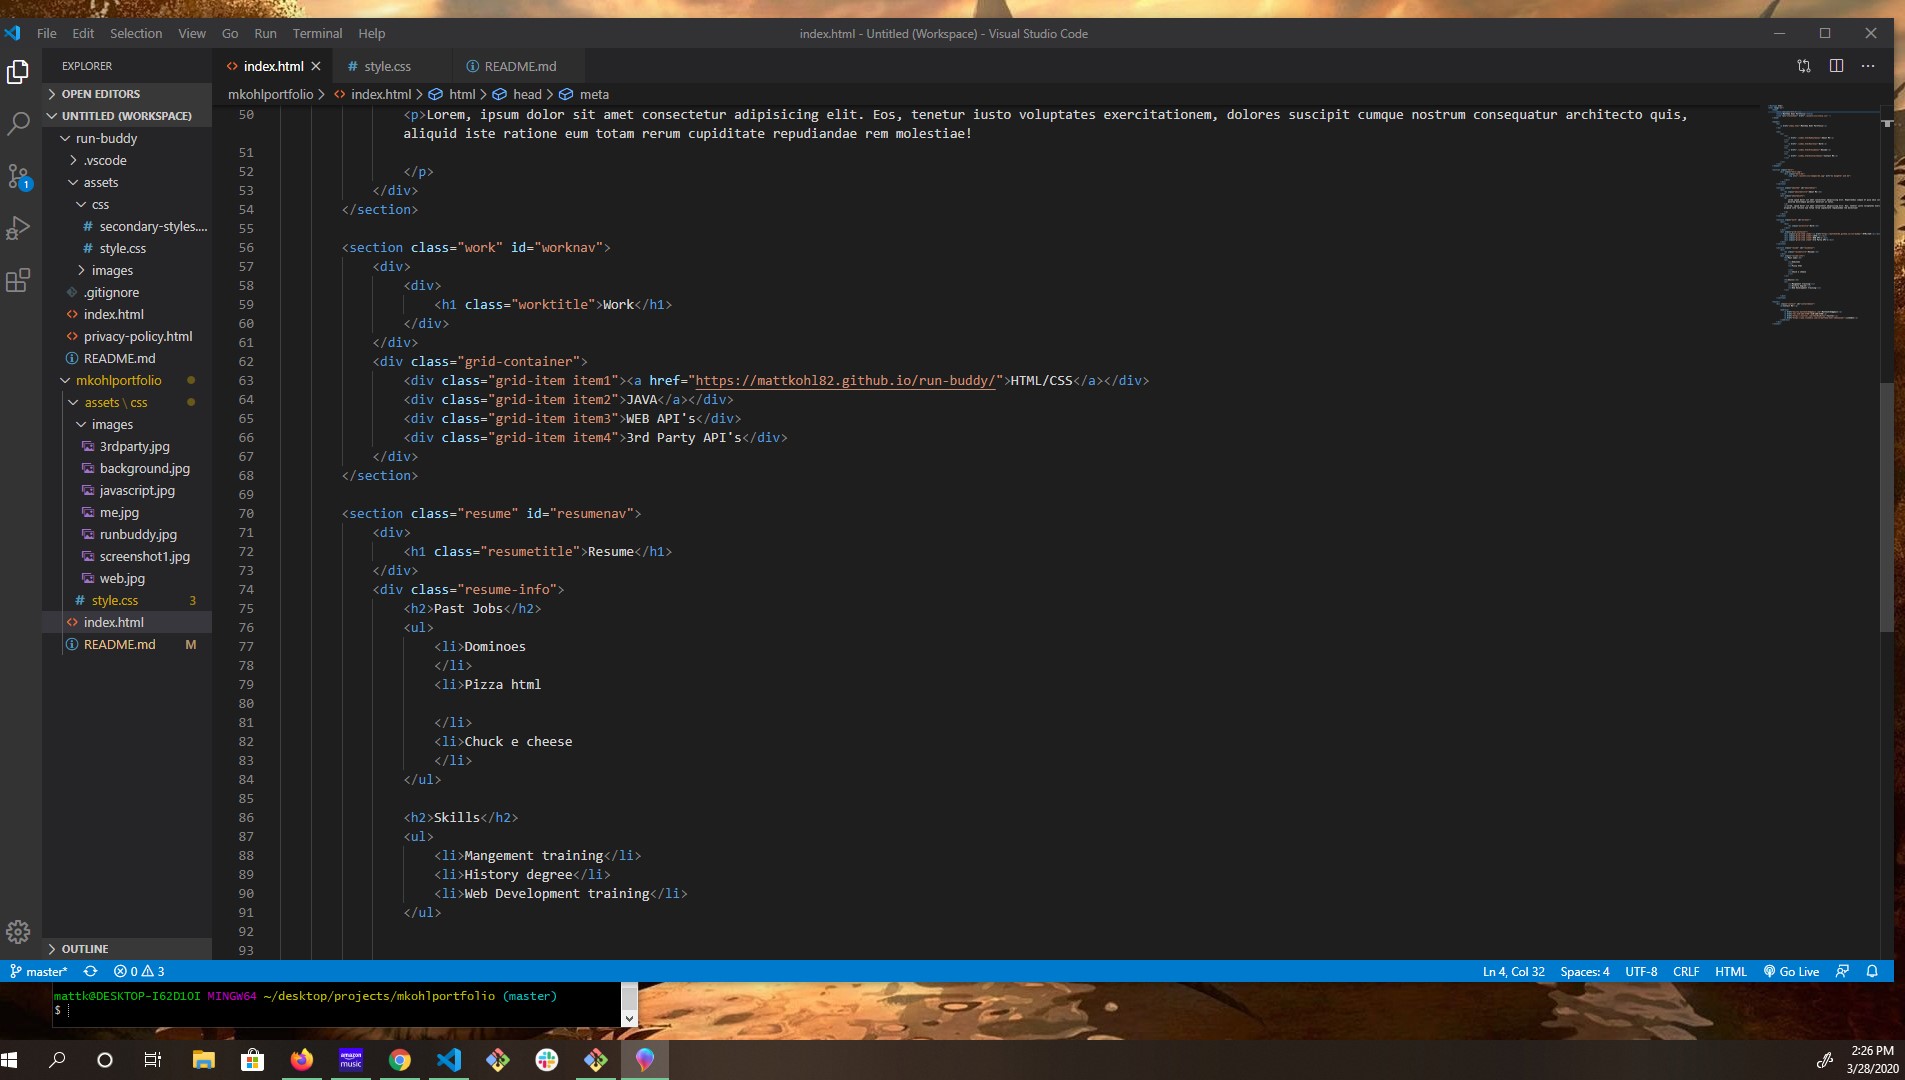 File Edit Selection View Go Run Terminal Help
index.html - Untitled (Workspace) - Visual Studio Code
EXPLORER
index.html
style.css
README.md
OPEN EDITORS
mkohlportfolio > index.html > html > head > meta
UNTITLED (WORKSPACE)
run-buddy
.vscode
assets
css
secondary-styles....
style.css
images
.gitignore
index.html
privacy-policy.html
README.md
mkohlportfolio
assets \ css
images
3rdparty.jpg
background.jpg
javascript.jpg
me.jpg
runbuddy.jpg
screenshot1.jpg
web.jpg
style.css 3
index.html
README.md M
OUTLINE
1
50 <p>Lorem, ipsum dolor sit amet consectetur adipisicing elit. Eos, tenetur iusto voluptates exercitationem, dolores suscipit cumque nostrum consequatur architecto quis,
aliquid iste ratione eum totam rerum cupiditate repudiandae rem molestiae!
51
52 </p>
53 </div>
54 </section>
55
56 <section class="work" id="worknav">
57 <div>
58 <div>
59 <h1 class="worktitle">Work</h1>
60 </div>
61 </div>
62 <div class="grid-container">
63 <div class="grid-item item1"><a href="https://mattkohl82.github.io/run-buddy/">HTML/CSS</a></div>
64 <div class="grid-item item2">JAVA</a></div>
65 <div class="grid-item item3">WEB API's</div>
66 <div class="grid-item item4">3rd Party API's</div>
67 </div>
68 </section>
69
70 <section class="resume" id="resumenav">
71 <div>
72 <h1 class="resumetitle">Resume</h1>
73 </div>
74 <div class="resume-info">
75 <h2>Past Jobs</h2>
76 <ul>
77 <li>Dominoes
78 </li>
79 <li>Pizza html
80
81 </li>
82 <li>Chuck e cheese
83 </li>
84 </ul>
85
86 <h2>Skills</h2>
87 <ul>
88 <li>Mangement training</li>
89 <li>History degree</li>
90 <li>Web Development training</li>
91 </ul>
92
93
master* 0 3
Ln 4, Col 32 Spaces: 4 UTF-8 CRLF HTML Go Live
mattk@DESKTOP-I62D1OI MINGW64 ~/desktop/projects/mkohlportfolio (master)
$
amazon music
2:26 PM
3/28/2020